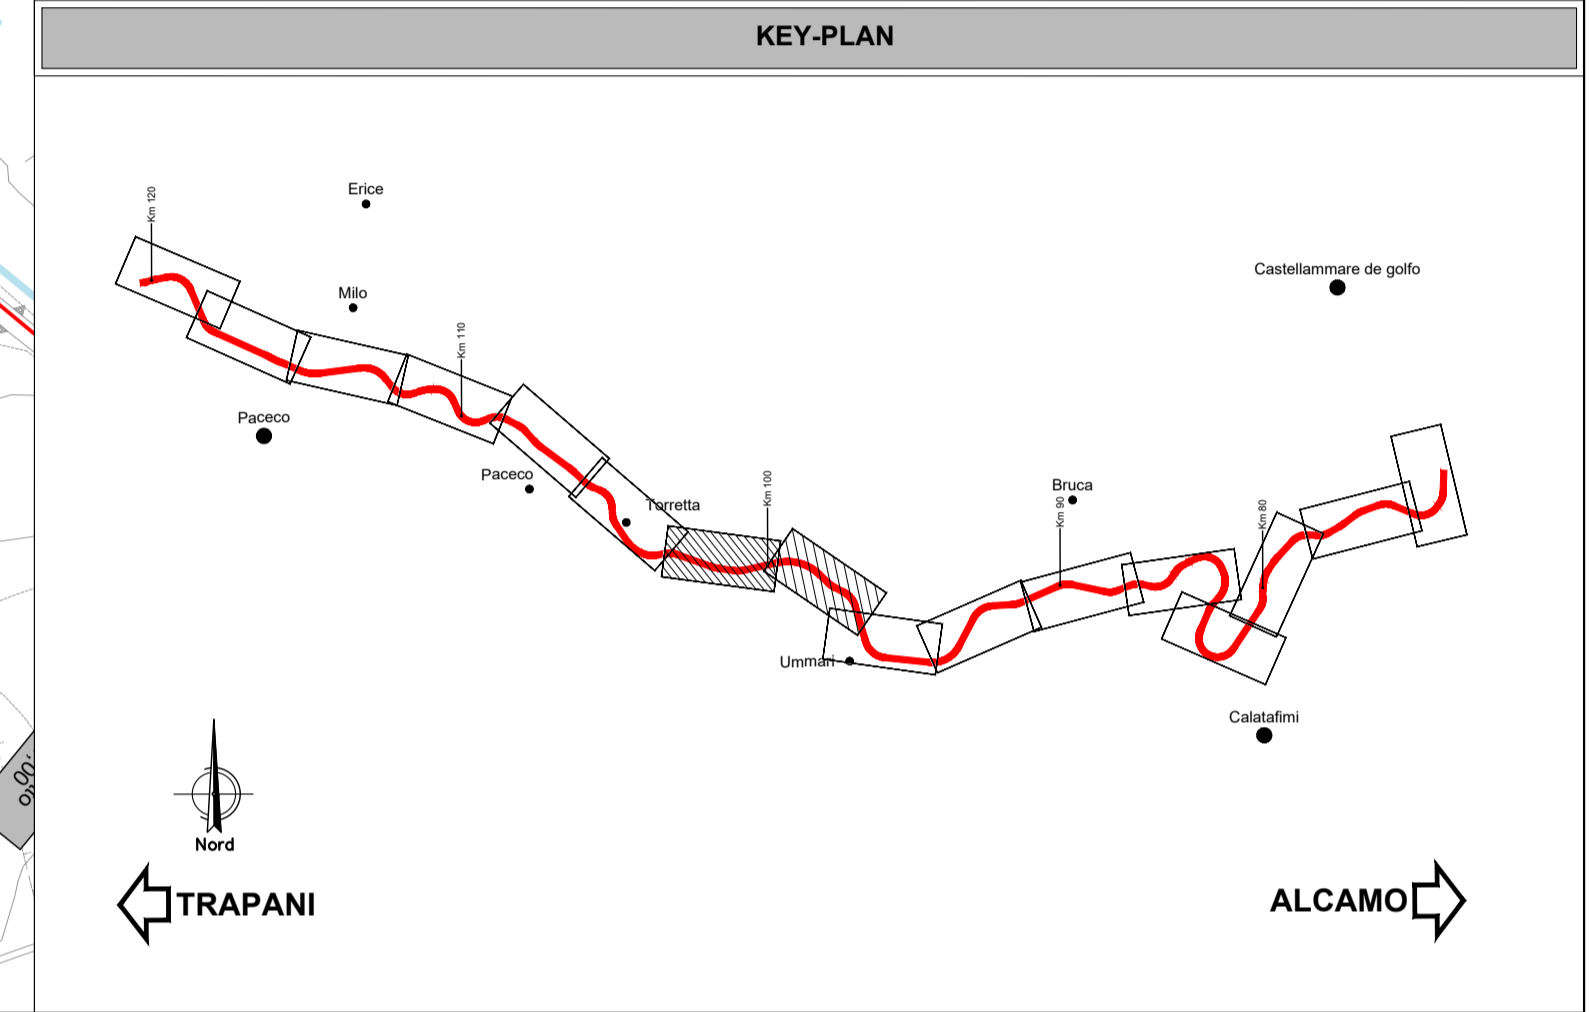 KEY-PLAN
Km 120
Erice
Castellammare de golfo
Milo
Km 110
Paceco
Paceco
Km 100
Bruca
Torretta
Km 90
Km 80
Ummari
Calatafimi
Nord
TRAPANI
ALCAMO